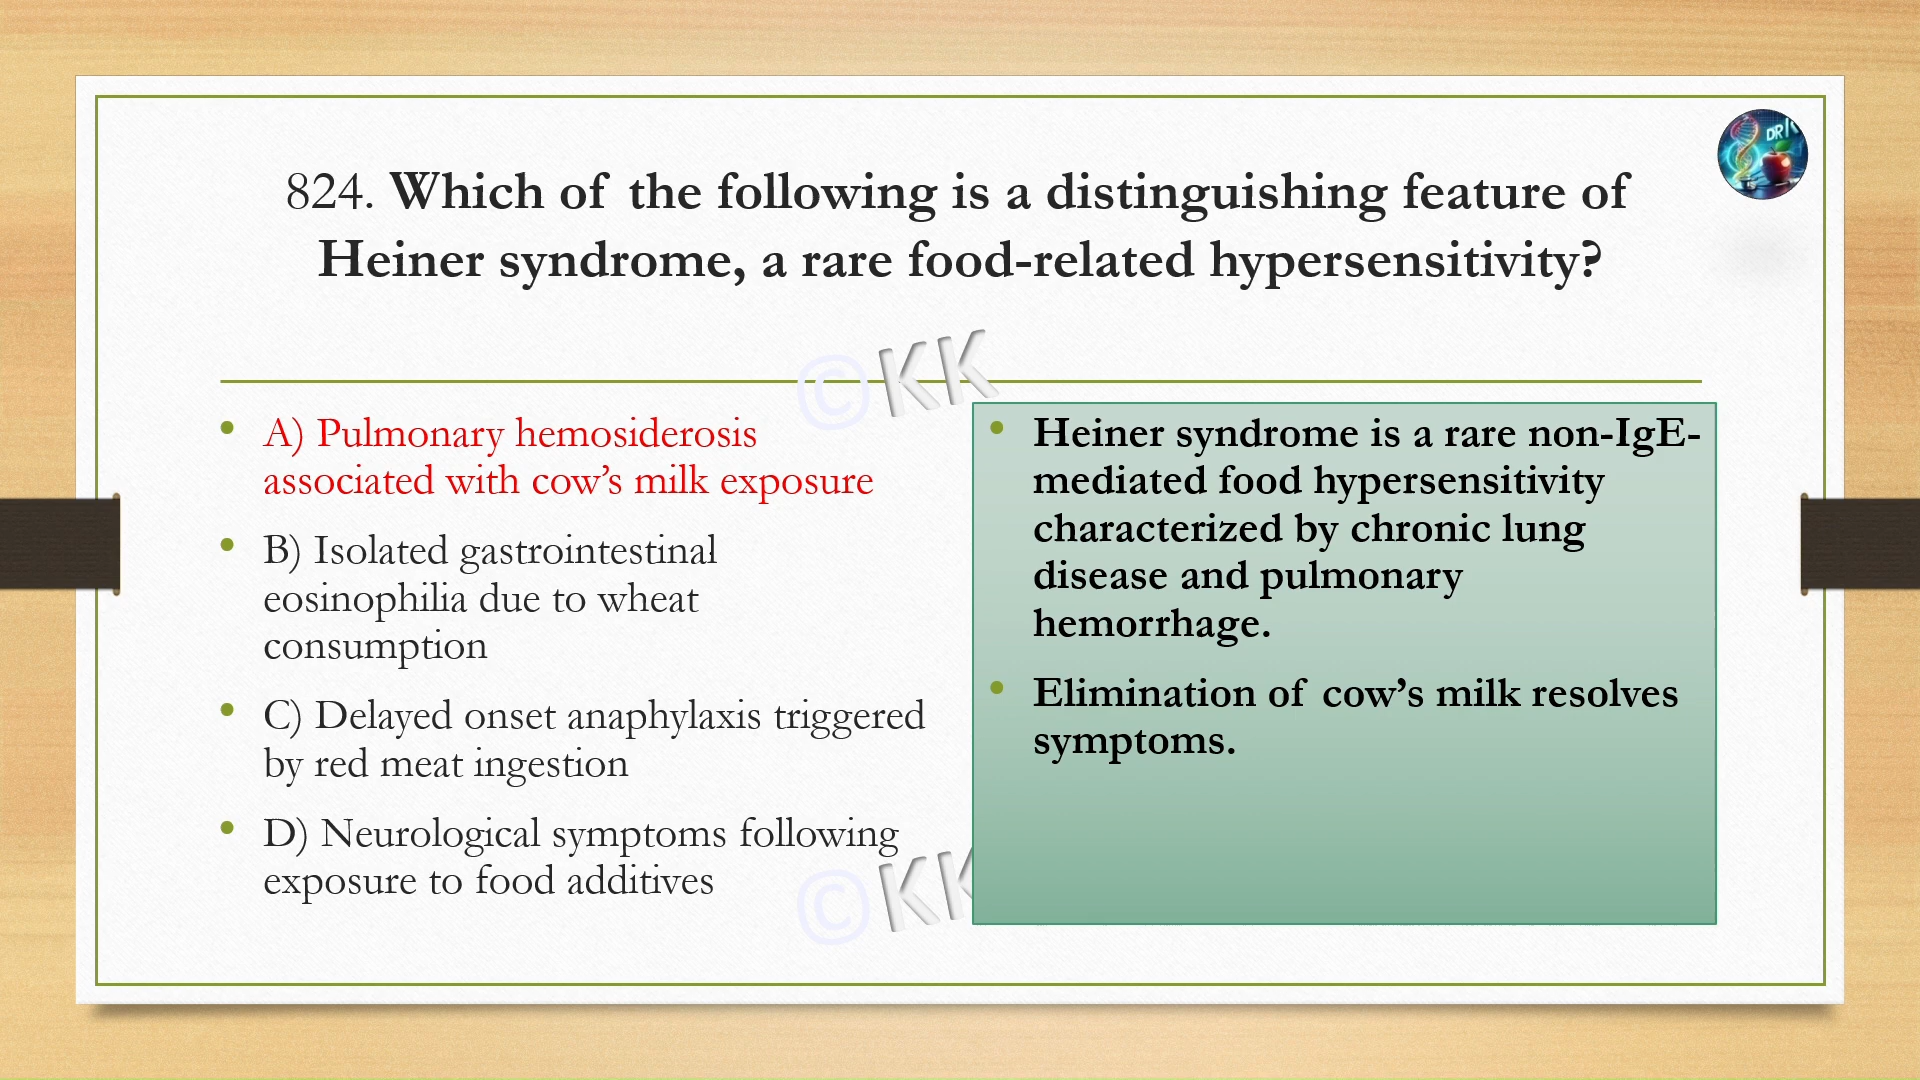 824. Which of the following is a distinguishing feature of
Heiner syndrome, a rare food-related hypersensitivity?
DR K
©KK
• A) Pulmonary hemosiderosis
associated with cow’s milk exposure
• B) Isolated gastrointestinal
eosinophilia due to wheat
consumption
• C) Delayed onset anaphylaxis triggered
by red meat ingestion
• D) Neurological symptoms following
exposure to food additives
©KK
• Heiner syndrome is a rare non-IgE-
mediated food hypersensitivity
characterized by chronic lung
disease and pulmonary
hemorrhage.
• Elimination of cow’s milk resolves
symptoms.